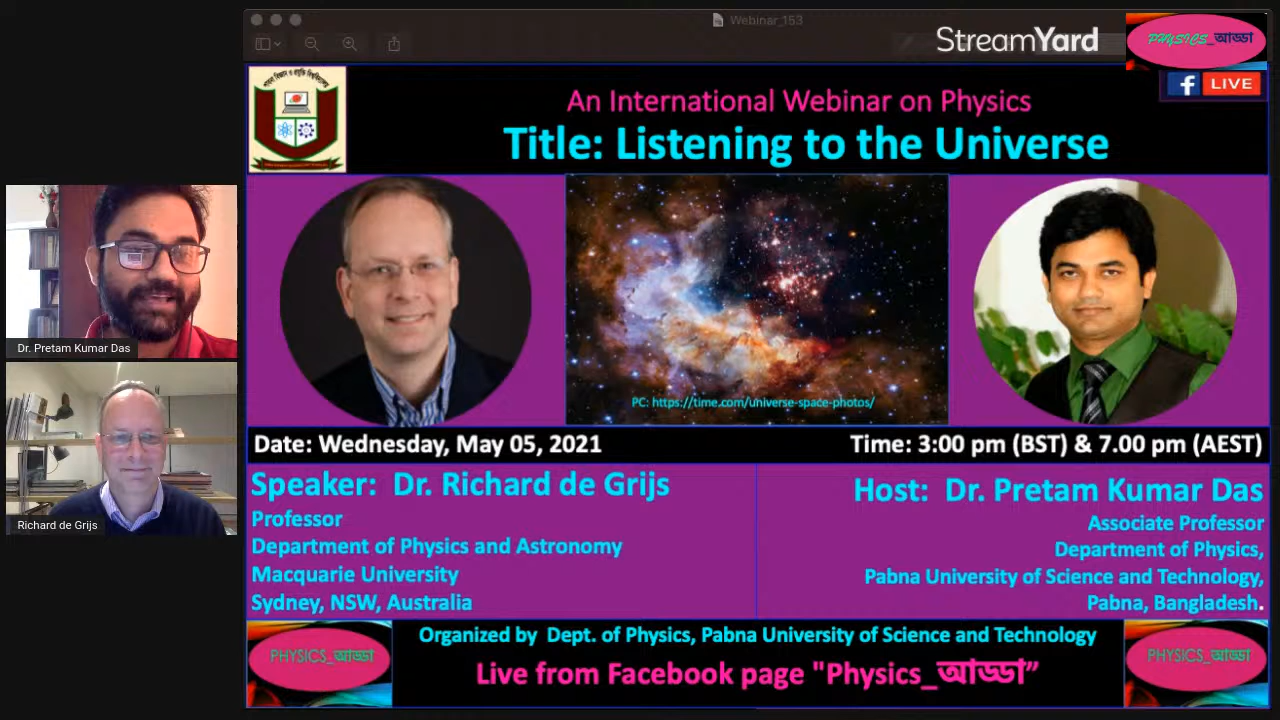 Webinar_153
StreamYard
PHYSICS_আড্ডা
f LIVE
An International Webinar on Physics
Title: Listening to the Universe
PC: https://time.com/universe-space-photos/
Dr. Pretam Kumar Das
Richard de Grijs
Date: Wednesday, May 05, 2021
Time: 3:00 pm (BST) & 7.00 pm (AEST)
Speaker: Dr. Richard de Grijs
Professor
Department of Physics and Astronomy
Macquarie University
Sydney, NSW, Australia
Host: Dr. Pretam Kumar Das
Associate Professor
Department of Physics,
Pabna University of Science and Technology,
Pabna, Bangladesh.
PHYSICS_আড্ডা
Organized by Dept. of Physics, Pabna University of Science and Technology
Live from Facebook page "Physics_আড্ডা”
PHYSICS_আড্ডা